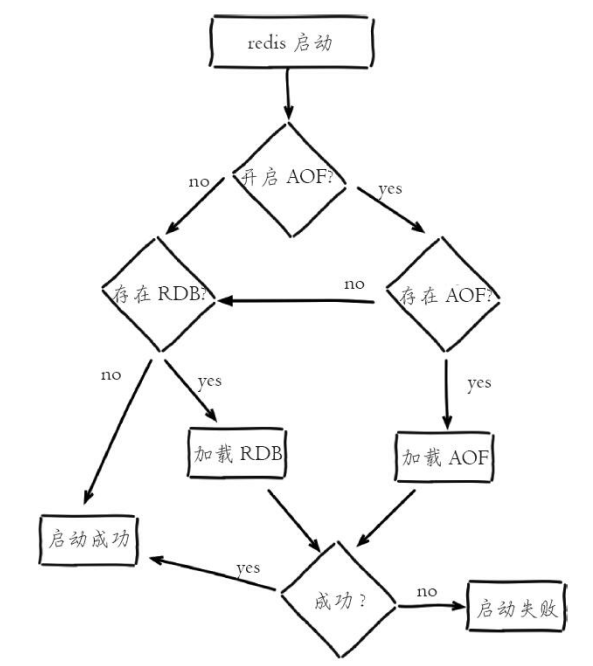 redis 启动
开启 AOF?
no
yes
存在 RDB?
no
存在 AOF?
no
yes
yes
加载 RDB
加载 AOF
启动成功
yes
成功？
no
启动失败